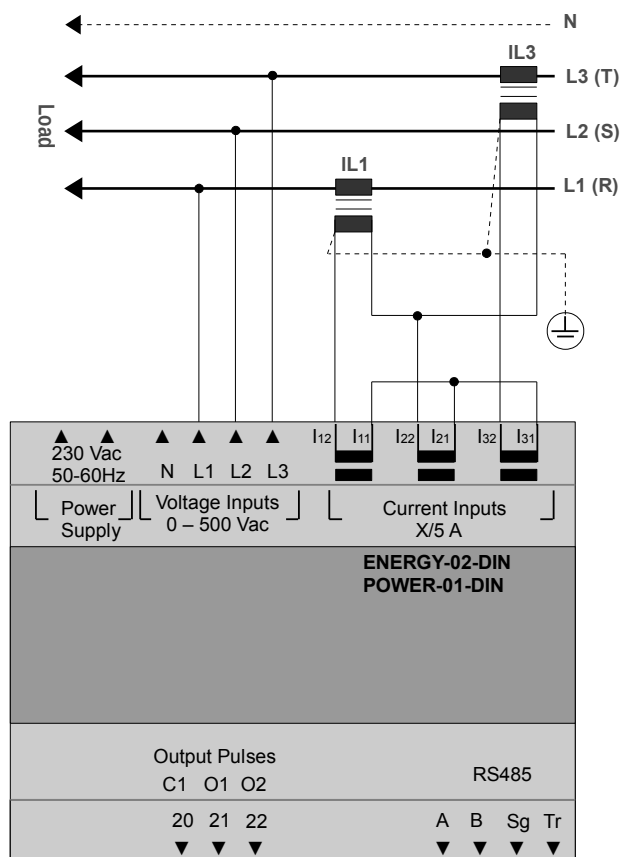 N
IL3
L3 (T)
Load
L2 (S)
IL1
L1 (R)
I12 I11 I22 I21 I32 I31
230 Vac
50-60Hz
N L1 L2 L3
Power
Supply
Voltage Inputs
0 – 500 Vac
Current Inputs
X/5 A
ENERGY-02-DIN
POWER-01-DIN
Output Pulses
C1 O1 O2
RS485
20 21 22
A B Sg Tr